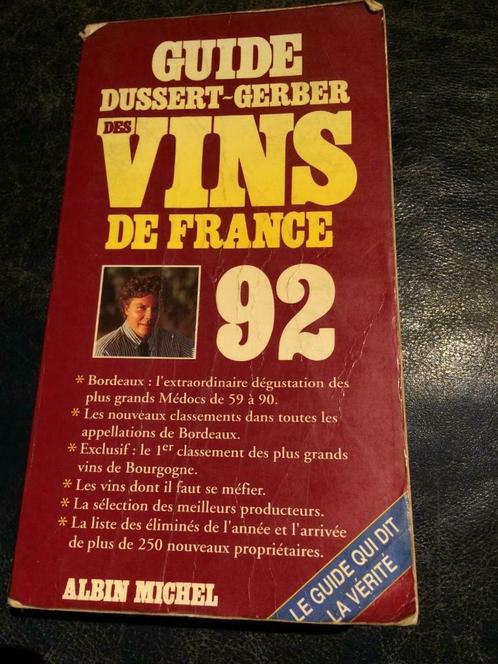 GUIDE
DUSSERT-GERBER
DES VINS
DE FRANCE
92
* Bordeaux : l'extraordinaire dégustation des
plus grands Médocs de 59 à 90.
* Les nouveaux classements dans toutes les
appellations de Bordeaux.
* Exclusif : le 1er classement des plus grands
vins de Bourgogne.
* Les vins dont il faut se méfier.
* La sélection des meilleurs producteurs.
* La liste des éliminés de l'année et l'arrivée
de plus de 250 nouveaux propriétaires.
ALBIN MICHEL
LE GUIDE QUI DIT
LA VÉRITÉ